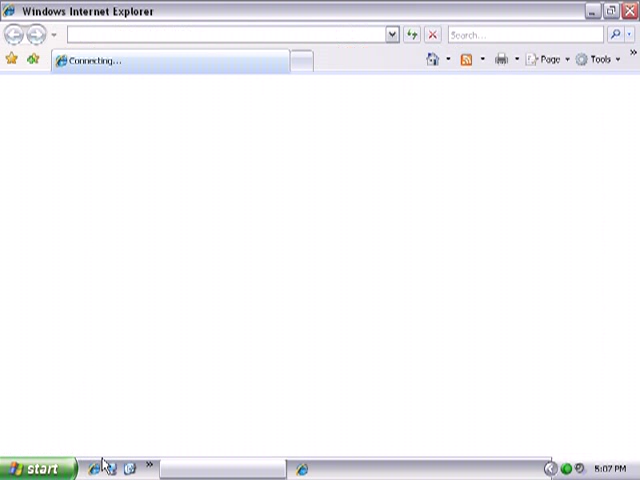 Windows Internet Explorer
Search...
Connecting...
Page
Tools
»
start
»
5:07 PM